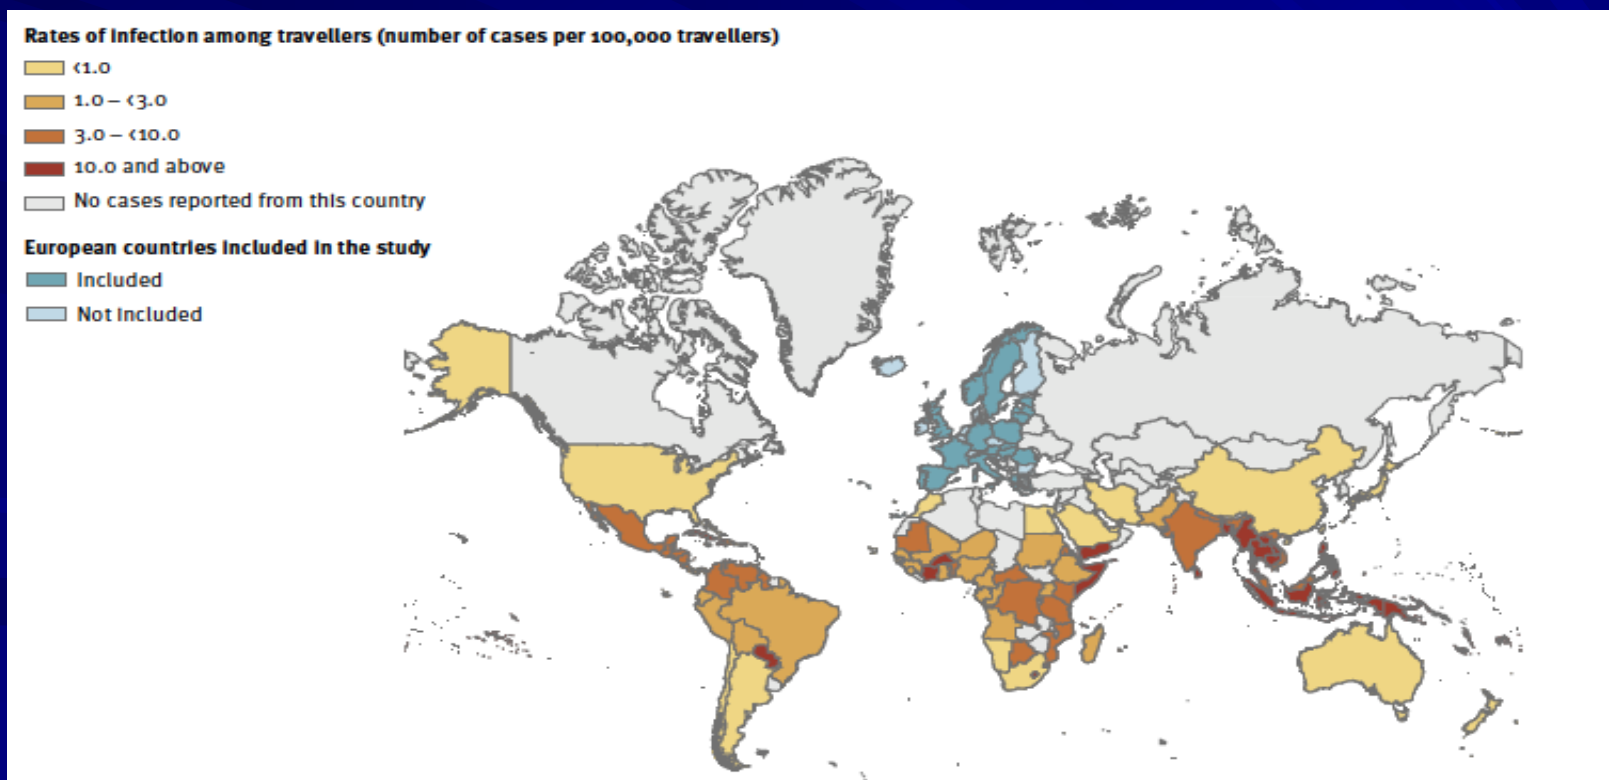 Rates of infection among travellers (number of cases per 100,000 travellers)
<1.0
1.0 – <3.0
3.0 – <10.0
10.0 and above
No cases reported from this country
European countries included in the study
Included
Not included